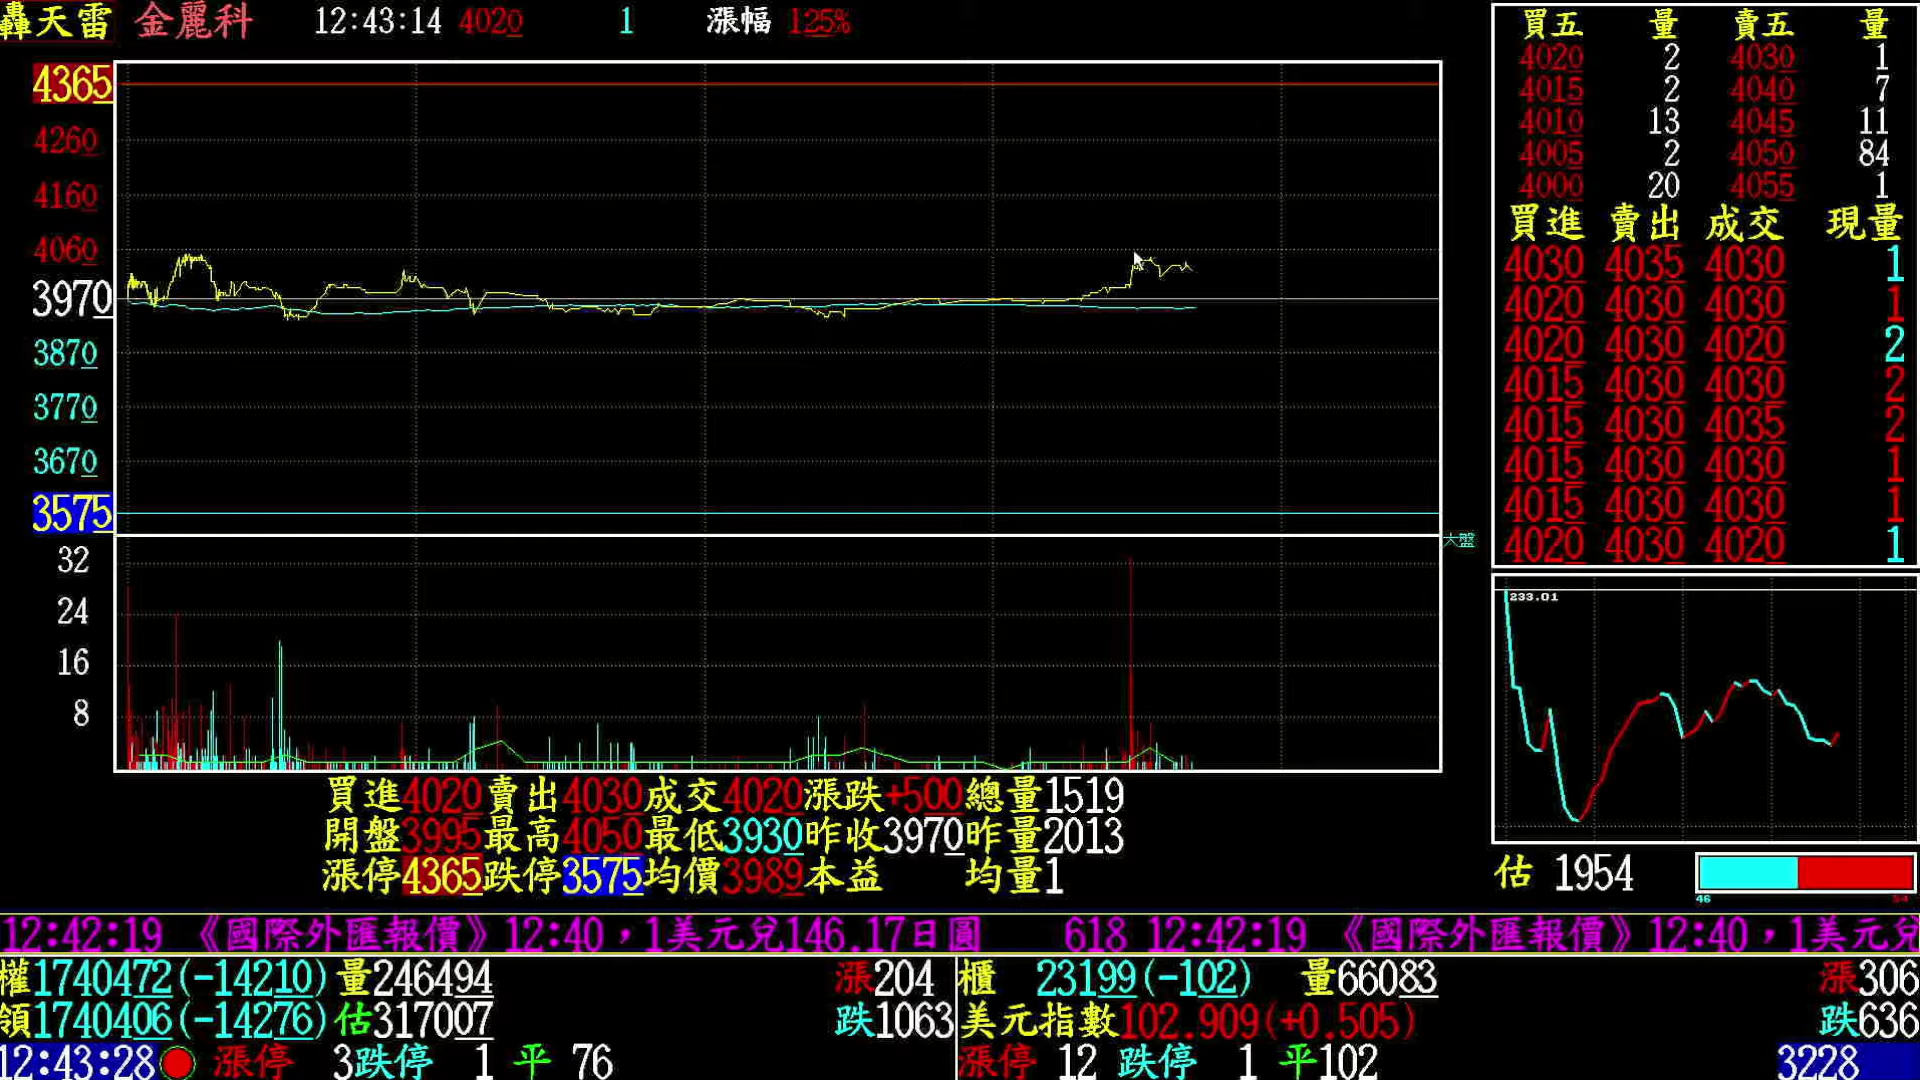 轟天雷 金麗科 12:43:14 4020 1 漲幅 125%
4365
4260
4160
4060
3970
3870
3770
3670
3575
32
24
16
8
大盤
買五 量 賣五 量
4020 2 4030 1
4015 2 4040 7
4010 13 4045 11
4005 2 4050 84
4000 20 4055 1
買進 賣出 成交 現量
4030 4035 4030 1
4020 4030 4030 1
4020 4030 4020 2
4015 4030 4030 2
4015 4030 4035 2
4015 4030 4030 1
4015 4030 4030 1
4020 4030 4020 1
233.01
估 1954
46 54
買進4020賣出4030成交4020漲跌+500總量1519
開盤3995最高4050最低3930昨收3970昨量2013
漲停4365跌停3575均價3989本益 均量1
12:42:19 《國際外匯報價》12:40，1美元兌146.17日圓 618 12:42:19 《國際外匯報價》12:40，1美元兌
權1740472(-14210)量246494 漲204 櫃 23199(-102) 量66083 漲306
領1740406(-14276)估317007 跌1063 美元指數102.909(+0.505) 跌636
12:43:28 漲停 3跌停 1 平 76 漲停 12 跌停 1 平102 3228